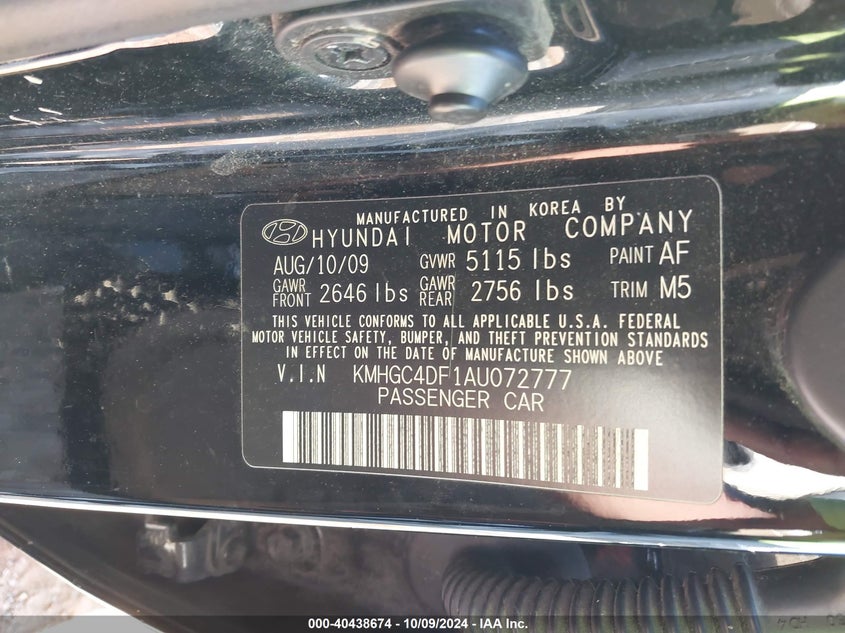 MANUFACTURED IN KOREA BY
HYUNDAI MOTOR COMPANY
AUG/10/09 GVWR 5115 lbs PAINT AF
GAWR FRONT 2646 lbs GAWR REAR 2756 lbs TRIM M5
THIS VEHICLE CONFORMS TO ALL APPLICABLE U.S.A. FEDERAL
MOTOR VEHICLE SAFETY, BUMPER, AND THEFT PREVENTION STANDARDS
IN EFFECT ON THE DATE OF MANUFACTURE SHOWN ABOVE
V.I.N KMHGC4DF1AU072777
PASSENGER CAR
000-40438674 - 10/09/2024 - IAA Inc.